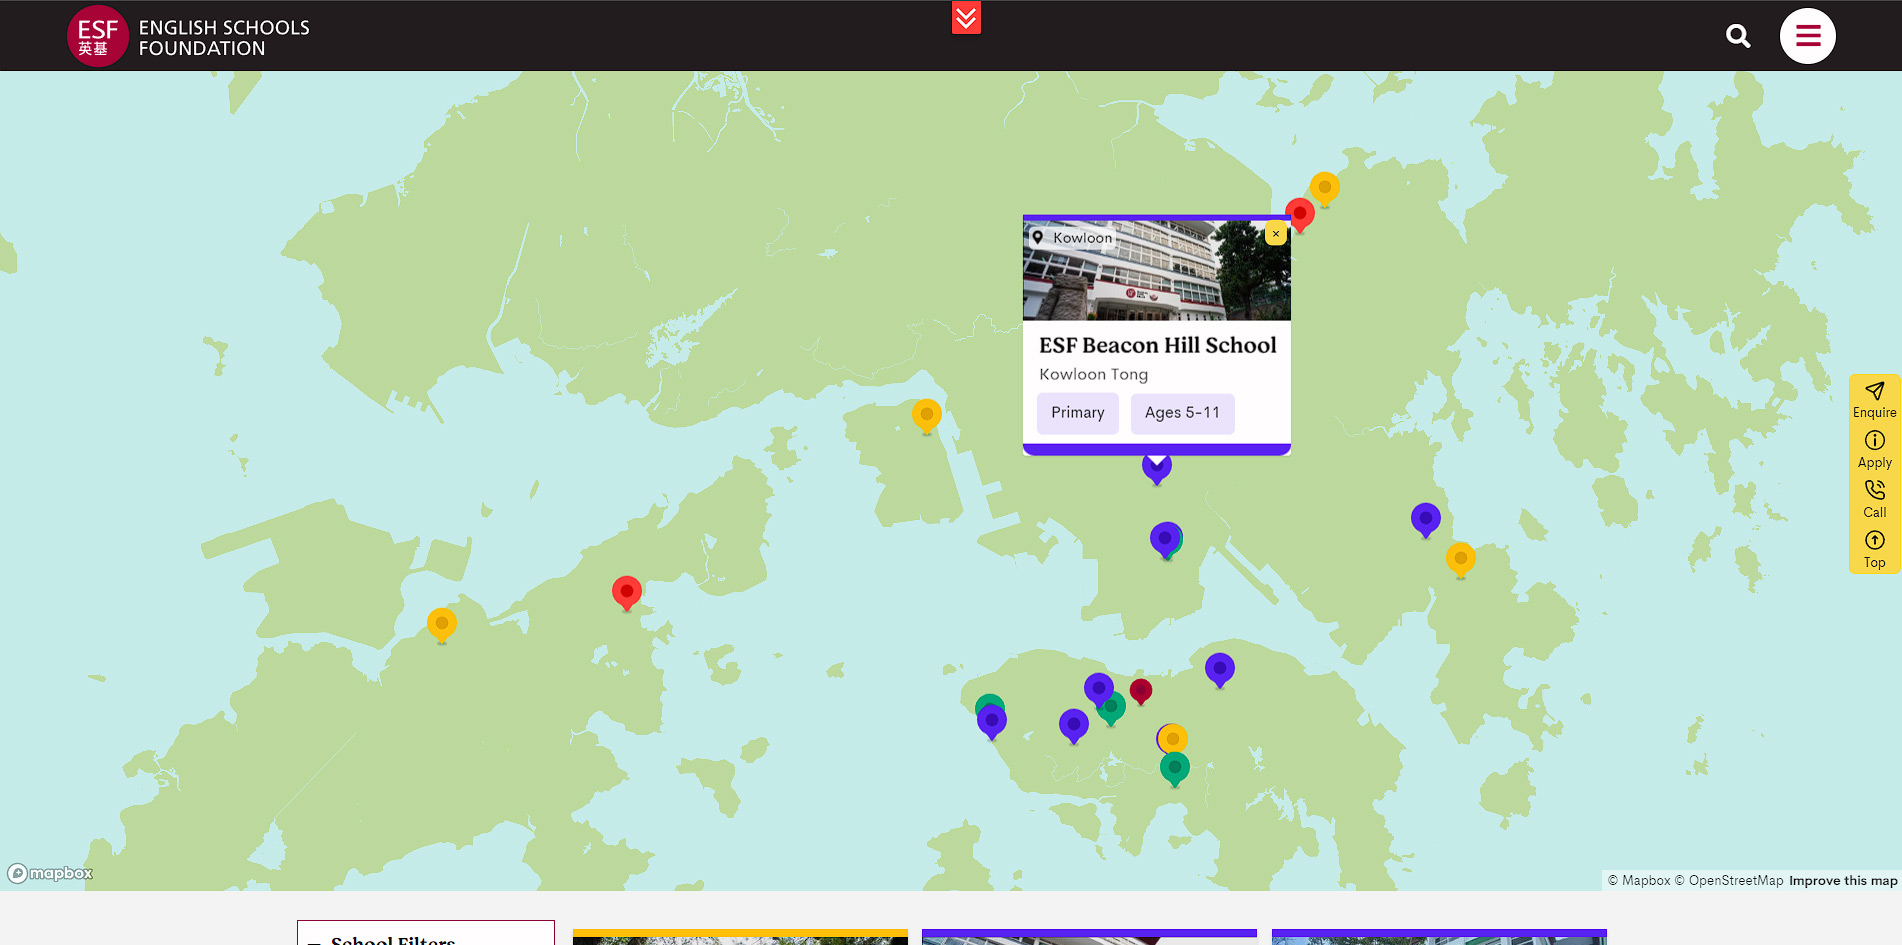 ESF
英基
ENGLISH SCHOOLS
FOUNDATION
Kowloon
×
ESF Beacon Hill School
Kowloon Tong
Primary
Ages 5-11
Enquire
Apply
Call
Top
mapbox
© Mapbox © OpenStreetMap Improve this map
School Filters